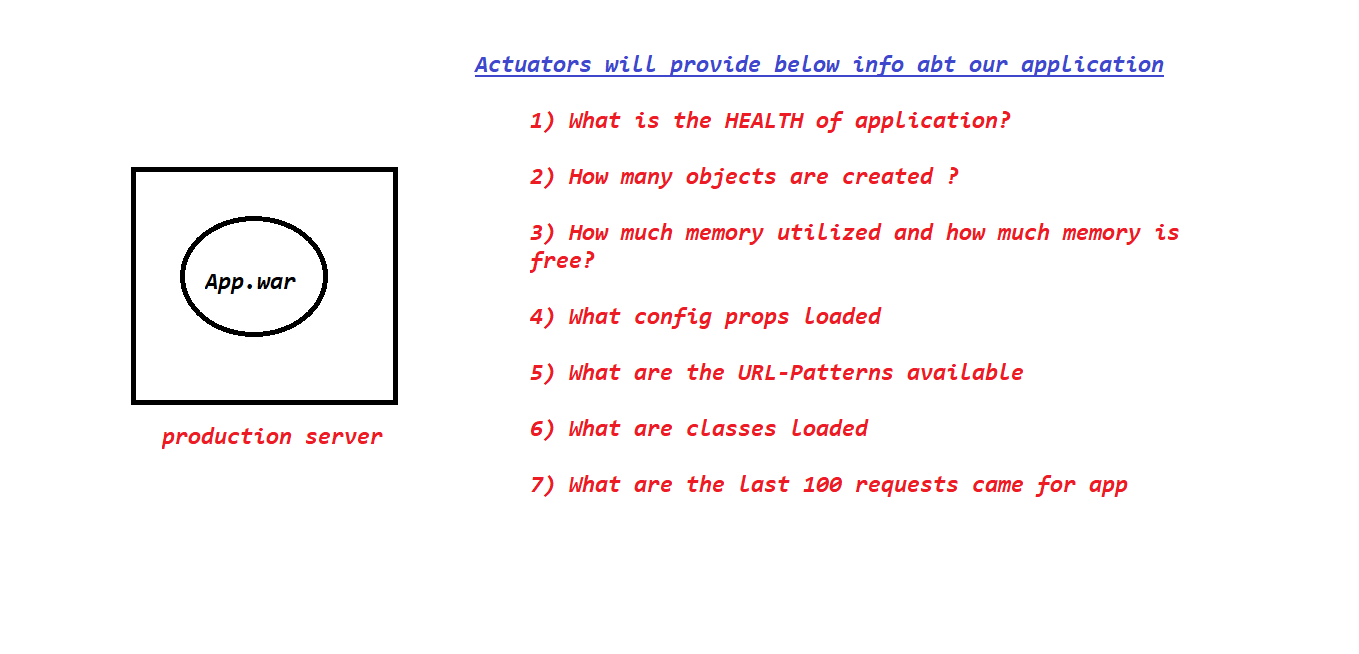 Actuators will provide below info abt our application
1) What is the HEALTH of application?
2) How many objects are created ?
3) How much memory utilized and how much memory is
free?
4) What config props loaded
5) What are the URL-Patterns available
6) What are classes loaded
7) What are the last 100 requests came for app
App.war
production server